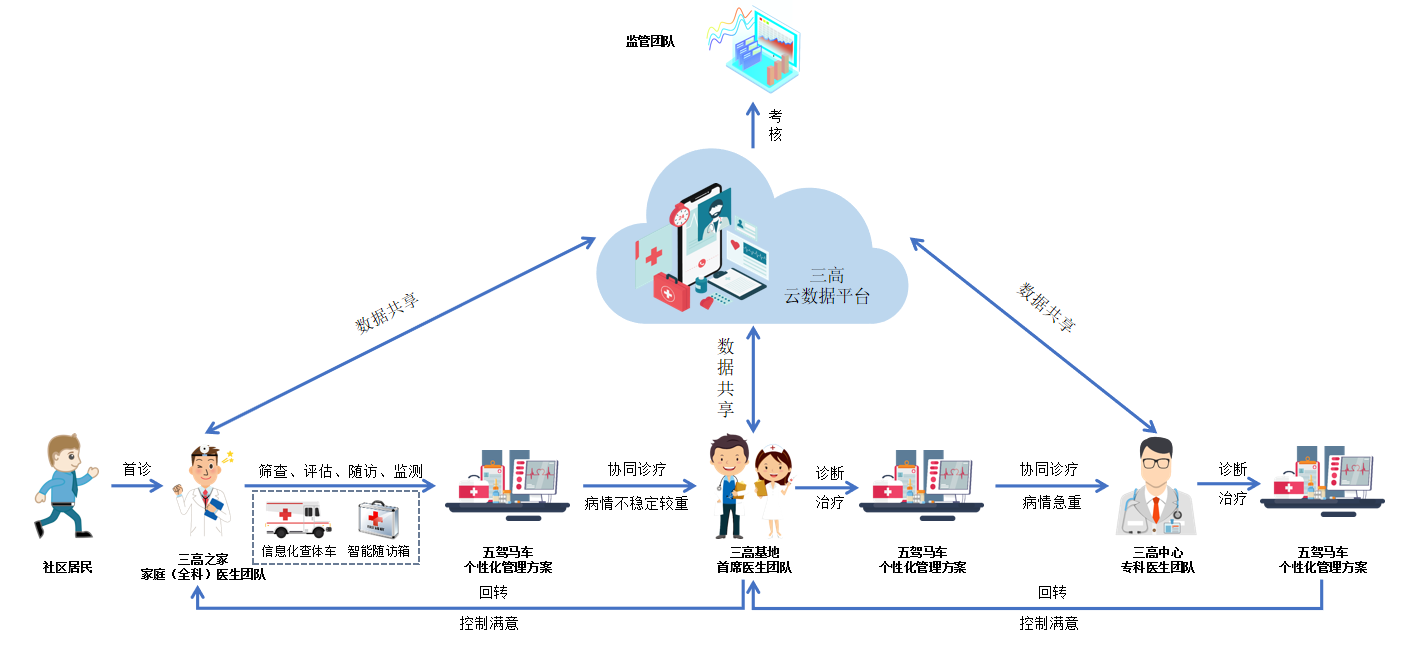 监管团队
考
核
三高
云数据平台
数据共享
数
据
共
享
数据共享
首诊
筛查、评估、随访、监测
信息化查体车
智能随访箱
协同诊疗
病情不稳定较重
诊断
治疗
协同诊疗
病情急重
诊断
治疗
社区居民
三高之家
家庭（全科）医生团队
五驾马车
个性化管理方案
三高基地
首席医生团队
五驾马车
个性化管理方案
三高中心
专科医生团队
五驾马车
个性化管理方案
回转
控制满意
回转
控制满意